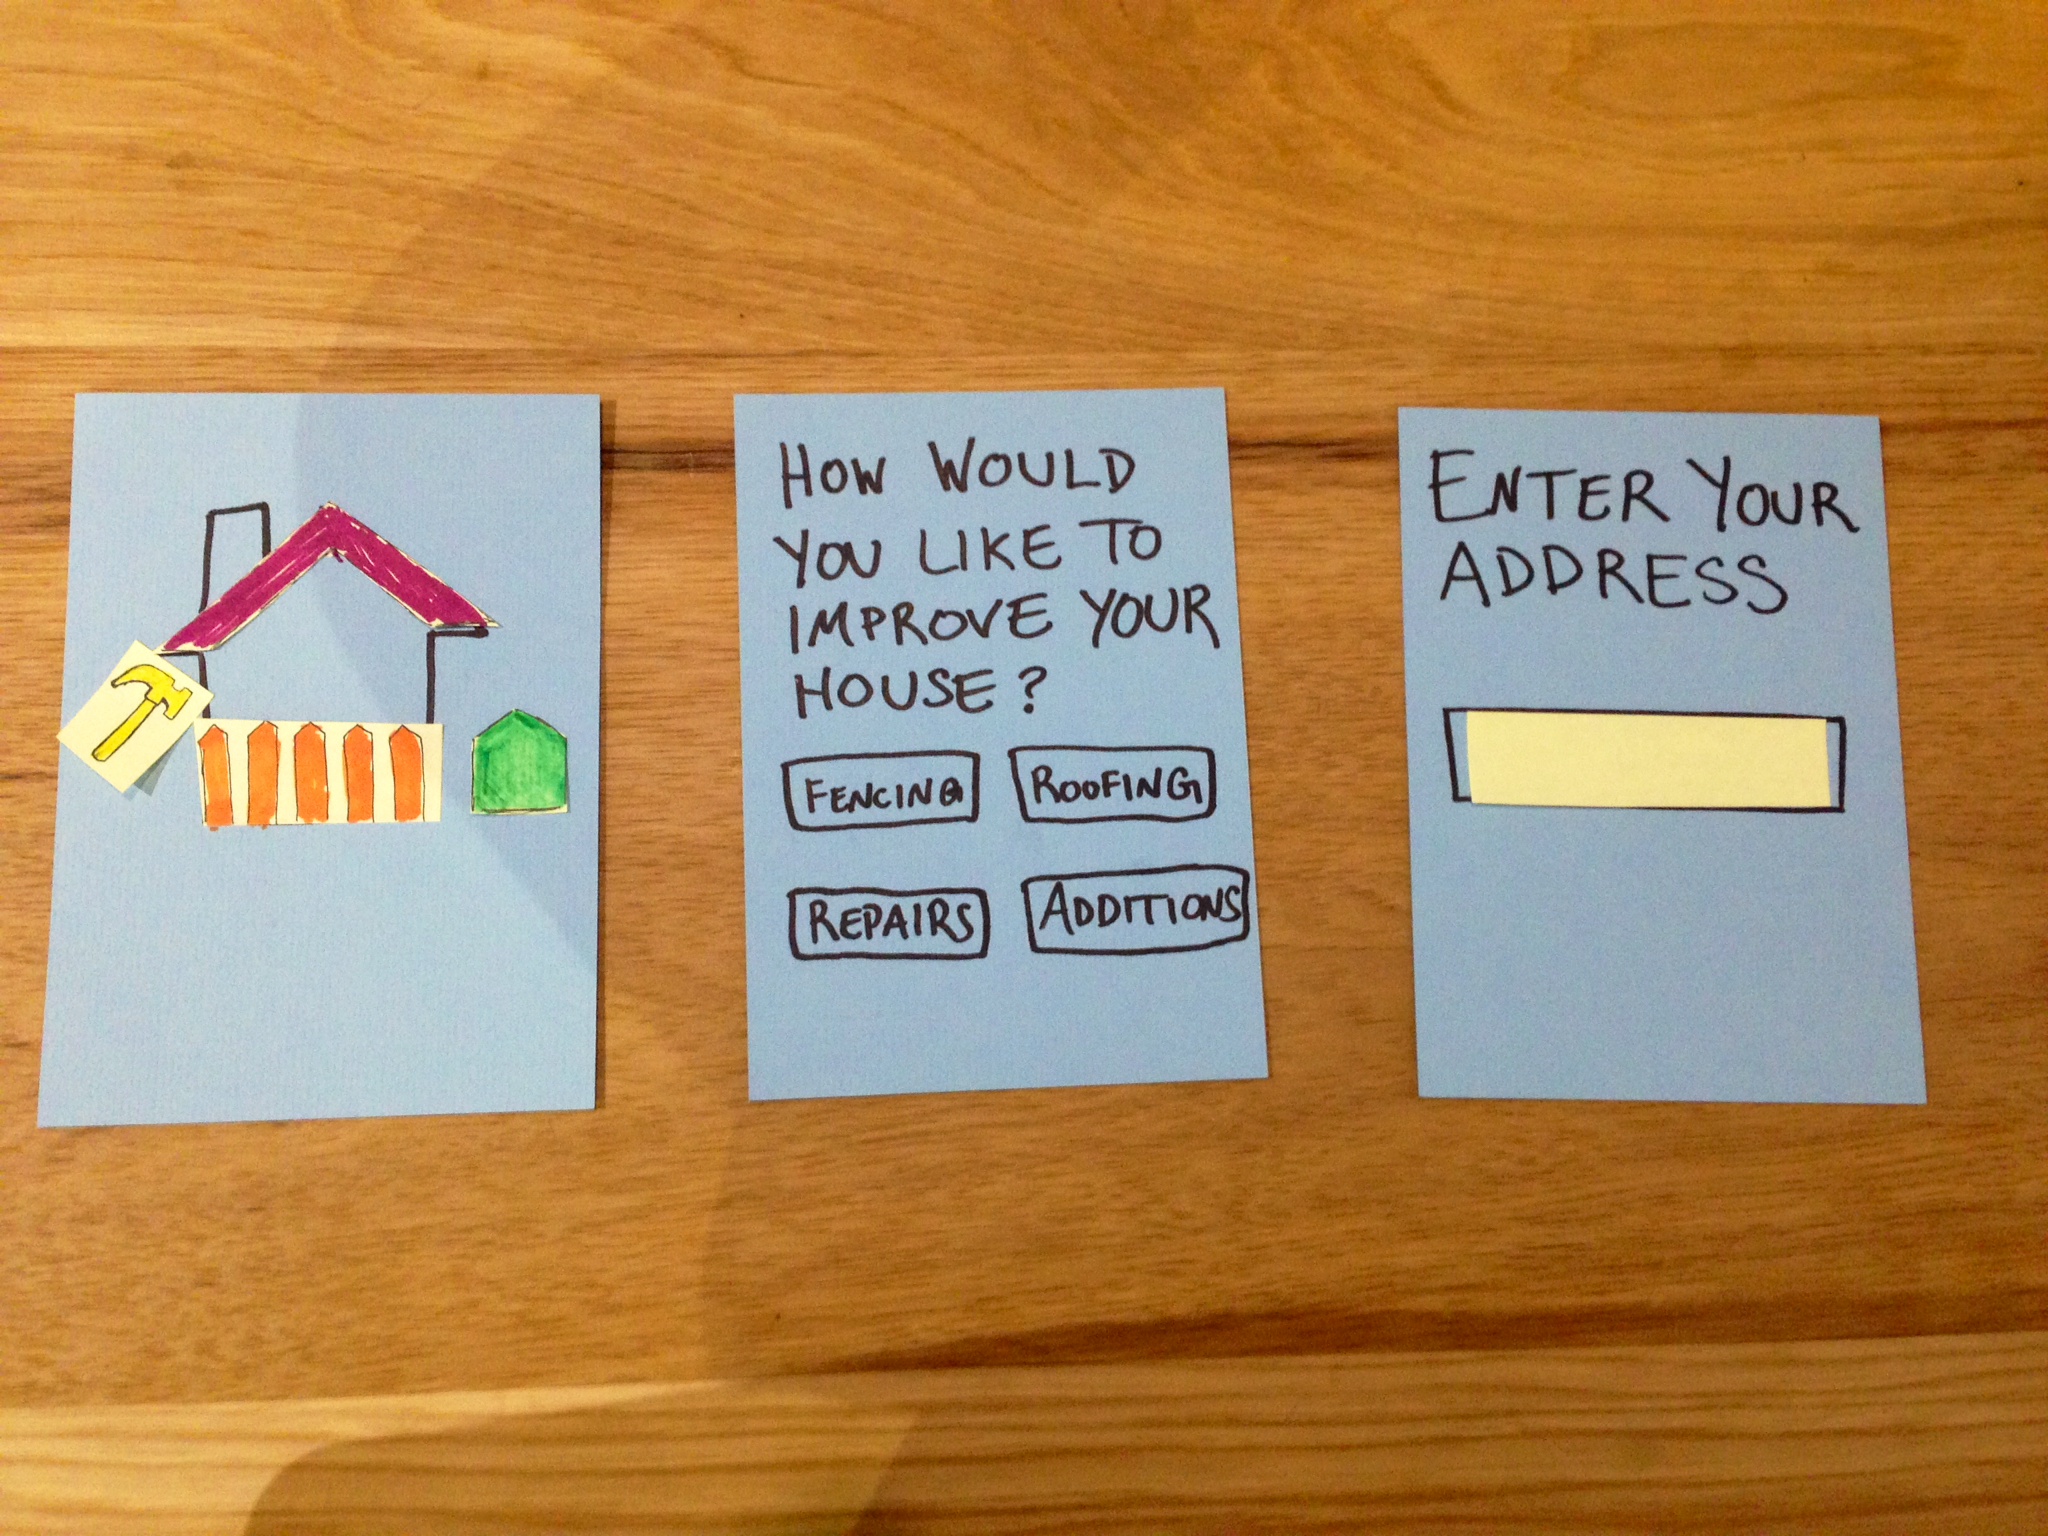 HOW WOULD
YOU LIKE TO
IMPROVE YOUR
HOUSE?
FENCING
ROOFING
REPAIRS
ADDITIONS
ENTER YOUR
ADDRESS